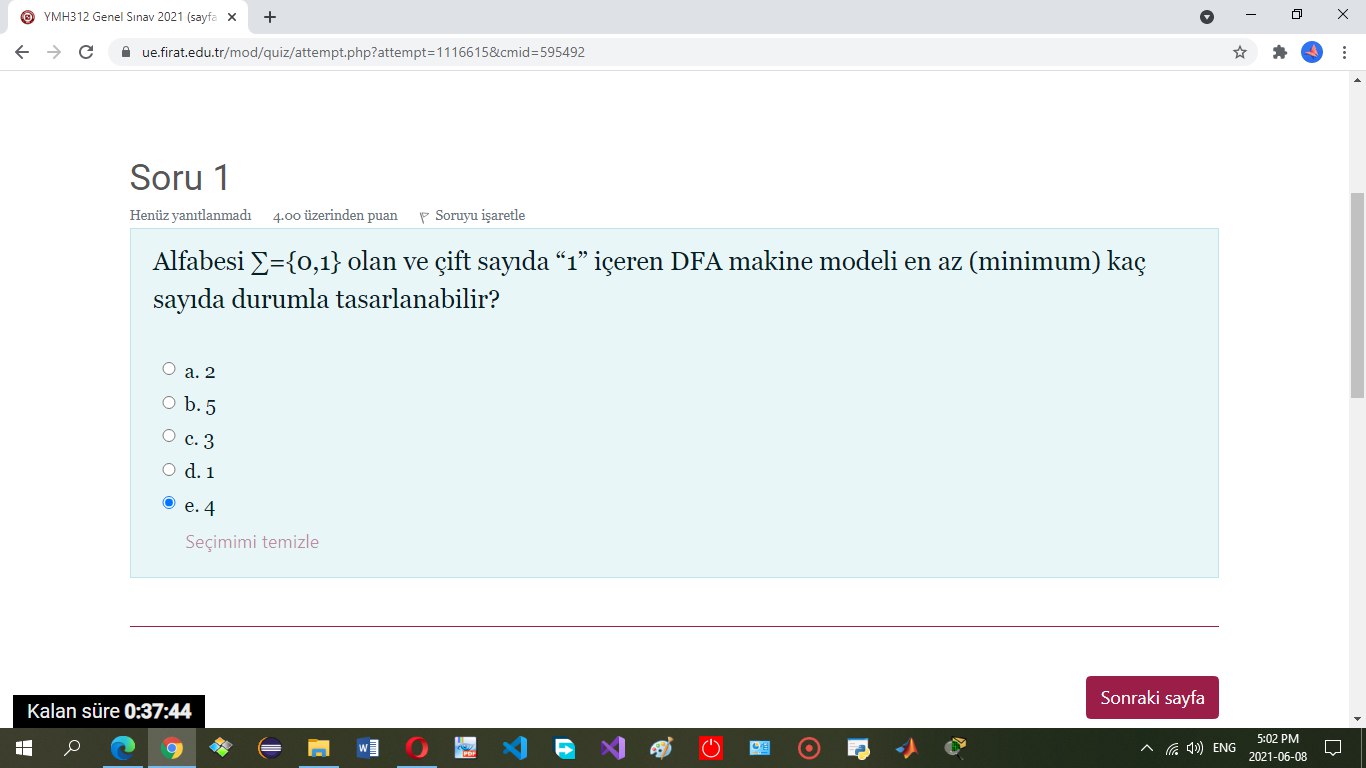 YMH312 Genel Sınav 2021 (sayfa
ue.firat.edu.tr/mod/quiz/attempt.php?attempt=1116615&cmid=595492
Soru 1
Henüz yanıtlanmadı 4.00 üzerinden puan Soruyu işaretle
Alfabesi ∑={0,1} olan ve çift sayıda “1” içeren DFA makine modeli en az (minimum) kaç
sayıda durumla tasarlanabilir?
a. 2
b. 5
c. 3
d. 1
e. 4
Seçimimi temizle
Sonraki sayfa
Kalan süre 0:37:44
ENG
5:02 PM
2021-06-08